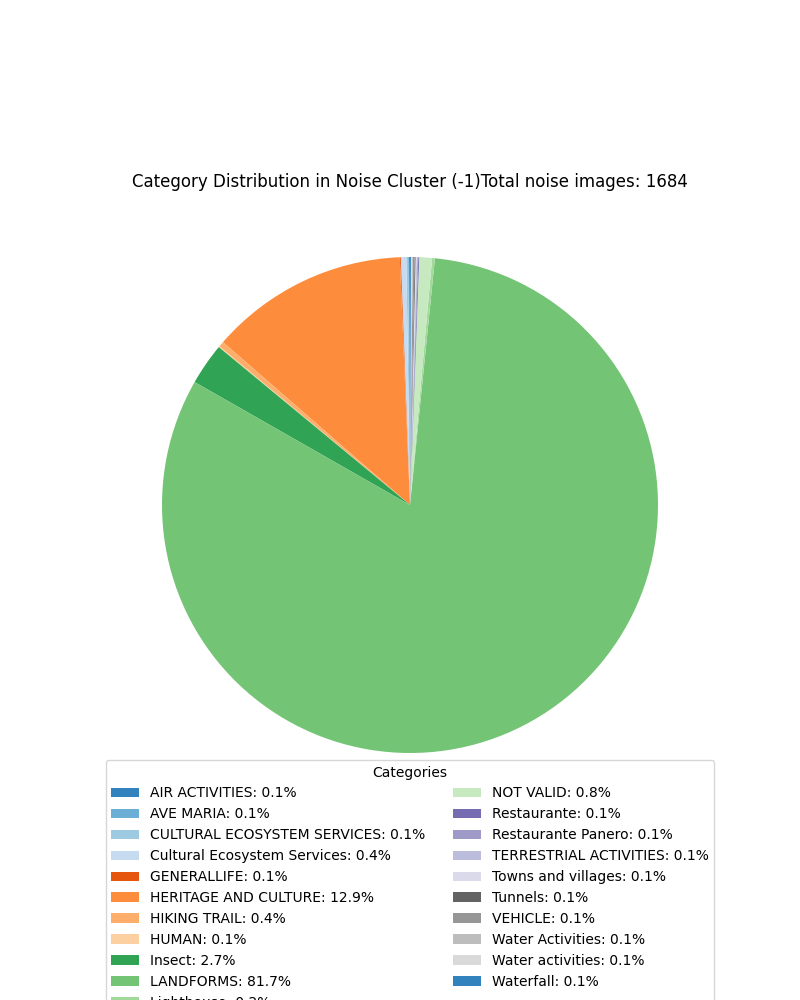 Category Distribution in Noise Cluster (-1)Total noise images: 1684
Categories
AIR ACTIVITIES: 0.1%
AVE MARIA: 0.1%
CULTURAL ECOSYSTEM SERVICES: 0.1%
Cultural Ecosystem Services: 0.4%
GENERALLIFE: 0.1%
HERITAGE AND CULTURE: 12.9%
HIKING TRAIL: 0.4%
HUMAN: 0.1%
Insect: 2.7%
LANDFORMS: 81.7%
Lighthouse: 0.2%
NOT VALID: 0.8%
Restaurante: 0.1%
Restaurante Panero: 0.1%
TERRESTRIAL ACTIVITIES: 0.1%
Towns and villages: 0.1%
Tunnels: 0.1%
VEHICLE: 0.1%
Water Activities: 0.1%
Water activities: 0.1%
Waterfall: 0.1%